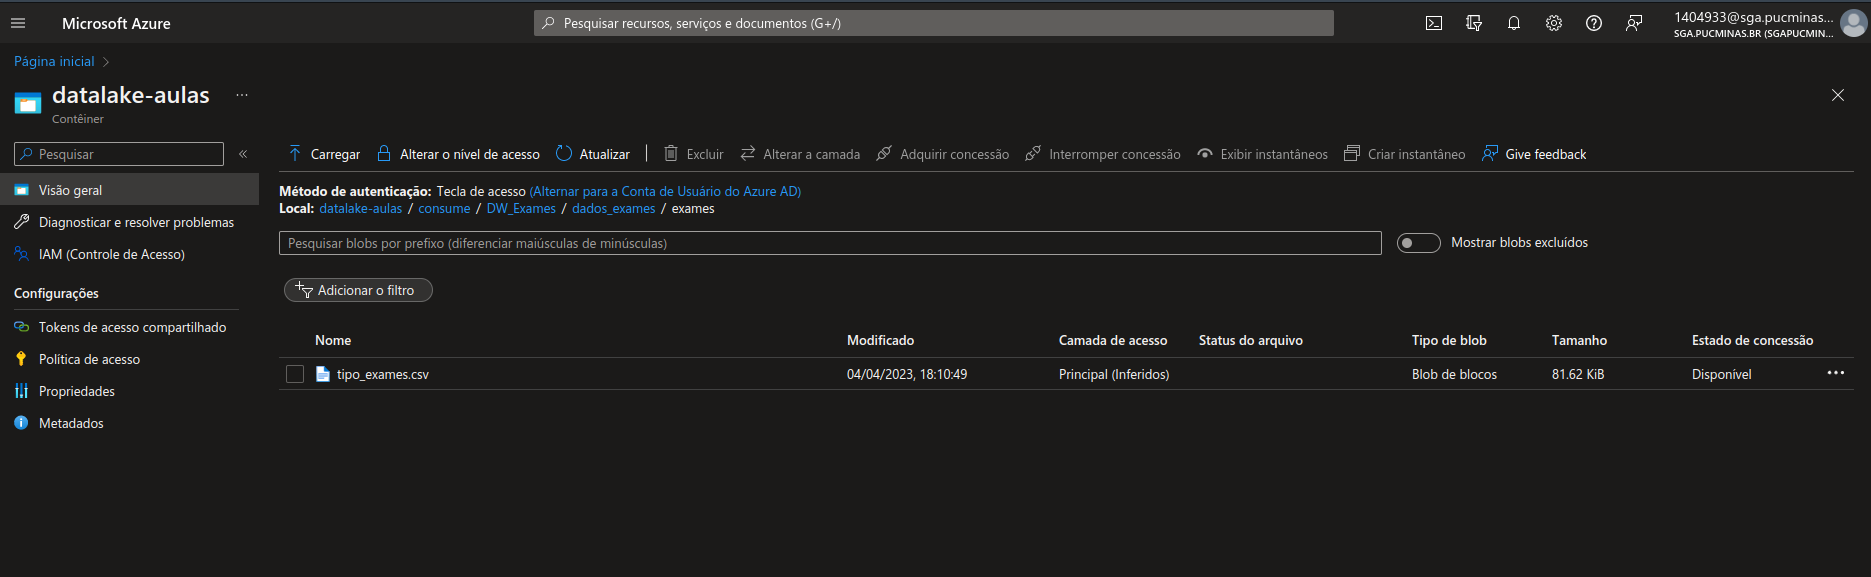 Microsoft Azure
Pesquisar recursos, serviços e documentos (G+/)
1404933@sga.pucminas...
SGA.PUCMINAS.BR (SGAPUCMIN...
Página inicial
datalake-aulas ...
Contêiner
Pesquisar
Carregar Alterar o nível de acesso Atualizar Excluir Alterar a camada Adquirir concessão Interromper concessão Exibir instantâneos Criar instantâneo Give feedback
Visão geral
Diagnosticar e resolver problemas
IAM (Controle de Acesso)
Configurações
Tokens de acesso compartilhado
Política de acesso
Propriedades
Metadados
Método de autenticação: Tecla de acesso (Alternar para a Conta de Usuário do Azure AD)
Local: datalake-aulas / consume / DW_Exames / dados_exames / exames
Pesquisar blobs por prefixo (diferenciar maiúsculas de minúsculas)
Mostrar blobs excluídos
Adicionar o filtro
Nome Modificado Camada de acesso Status do arquivo Tipo de blob Tamanho Estado de concessão
tipo_exames.csv 04/04/2023, 18:10:49 Principal (Inferidos) Blob de blocos 81.62 KiB Disponível ...